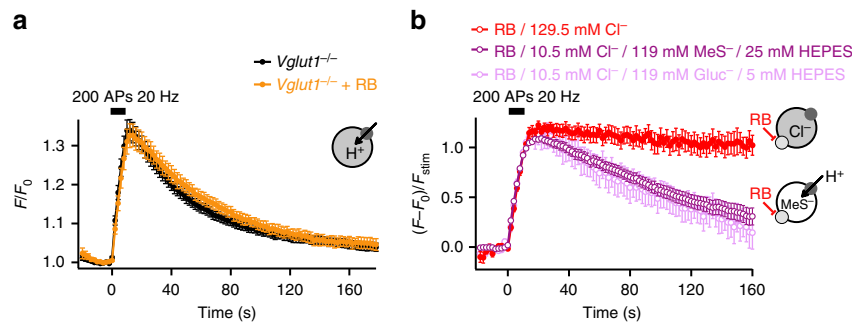 a
Vglut1–/–
Vglut1–/– + RB
200 APs 20 Hz
H+
F/F0
1.3
1.2
1.1
1.0
0 40 80 120 160
Time (s)
b
RB / 129.5 mM Cl–
RB / 10.5 mM Cl– / 119 mM MeS– / 25 mM HEPES
RB / 10.5 mM Cl– / 119 mM Gluc– / 5 mM HEPES
200 APs 20 Hz
RB
Cl–
H+
RB
MeS–
(F–F0)/Fstim
1.0
0.5
0.0
0 40 80 120 160
Time (s)